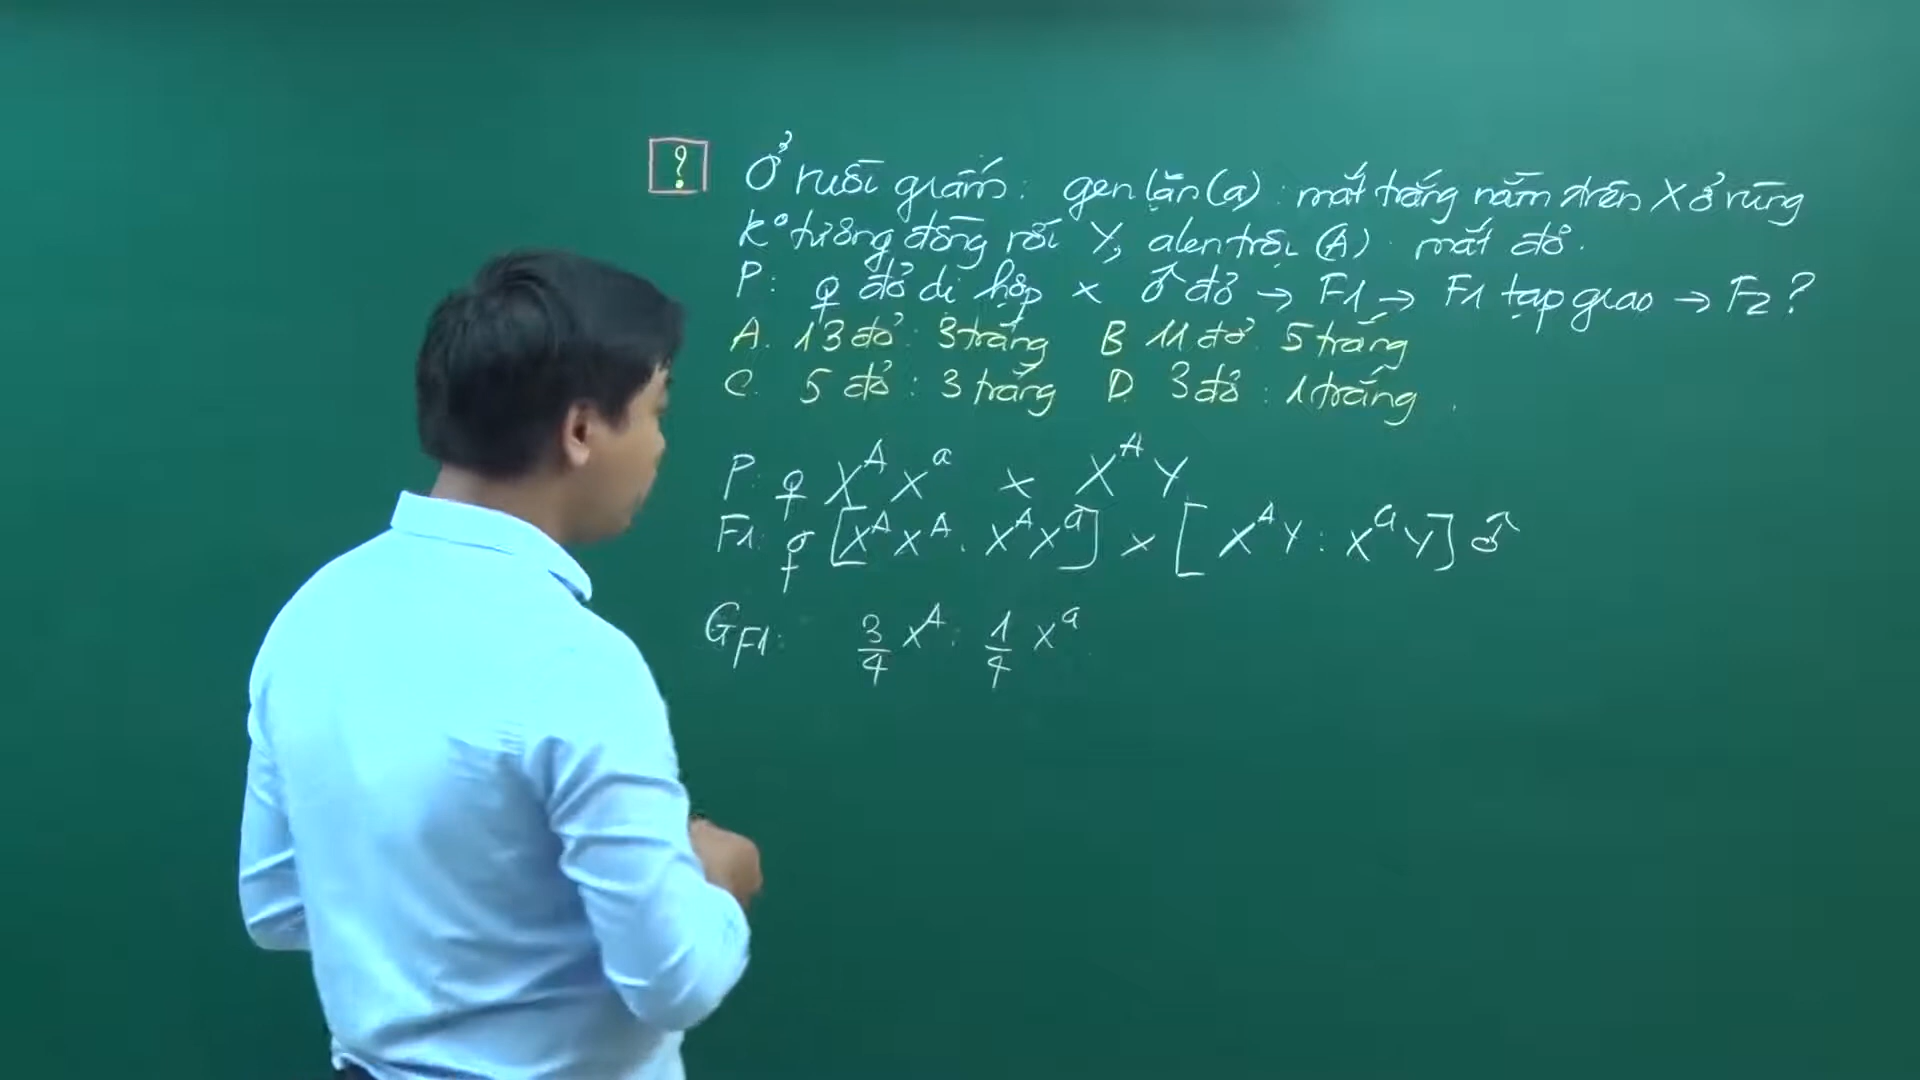 ?
Ở ruồi giấm: gen lặn (a): mắt trắng nằm trên X ở vùng
k° tương đồng với Y, alen trội (A): mắt đỏ.
P: ♀ đỏ dị hợp x ♂ đỏ → F1 → F1 tạp giao → F2?
A. 13 đỏ: 3 trắng B 11 đỏ: 5 trắng
C. 5 đỏ: 3 trắng D 3 đỏ: 1 trắng.
P: ♀ X^A X^a x X^A Y
F1: ♀ [X^A X^A : X^A X^a] x [X^A Y : X^a Y] ♂
G_F1: 3/4 X^A : 1/4 X^a